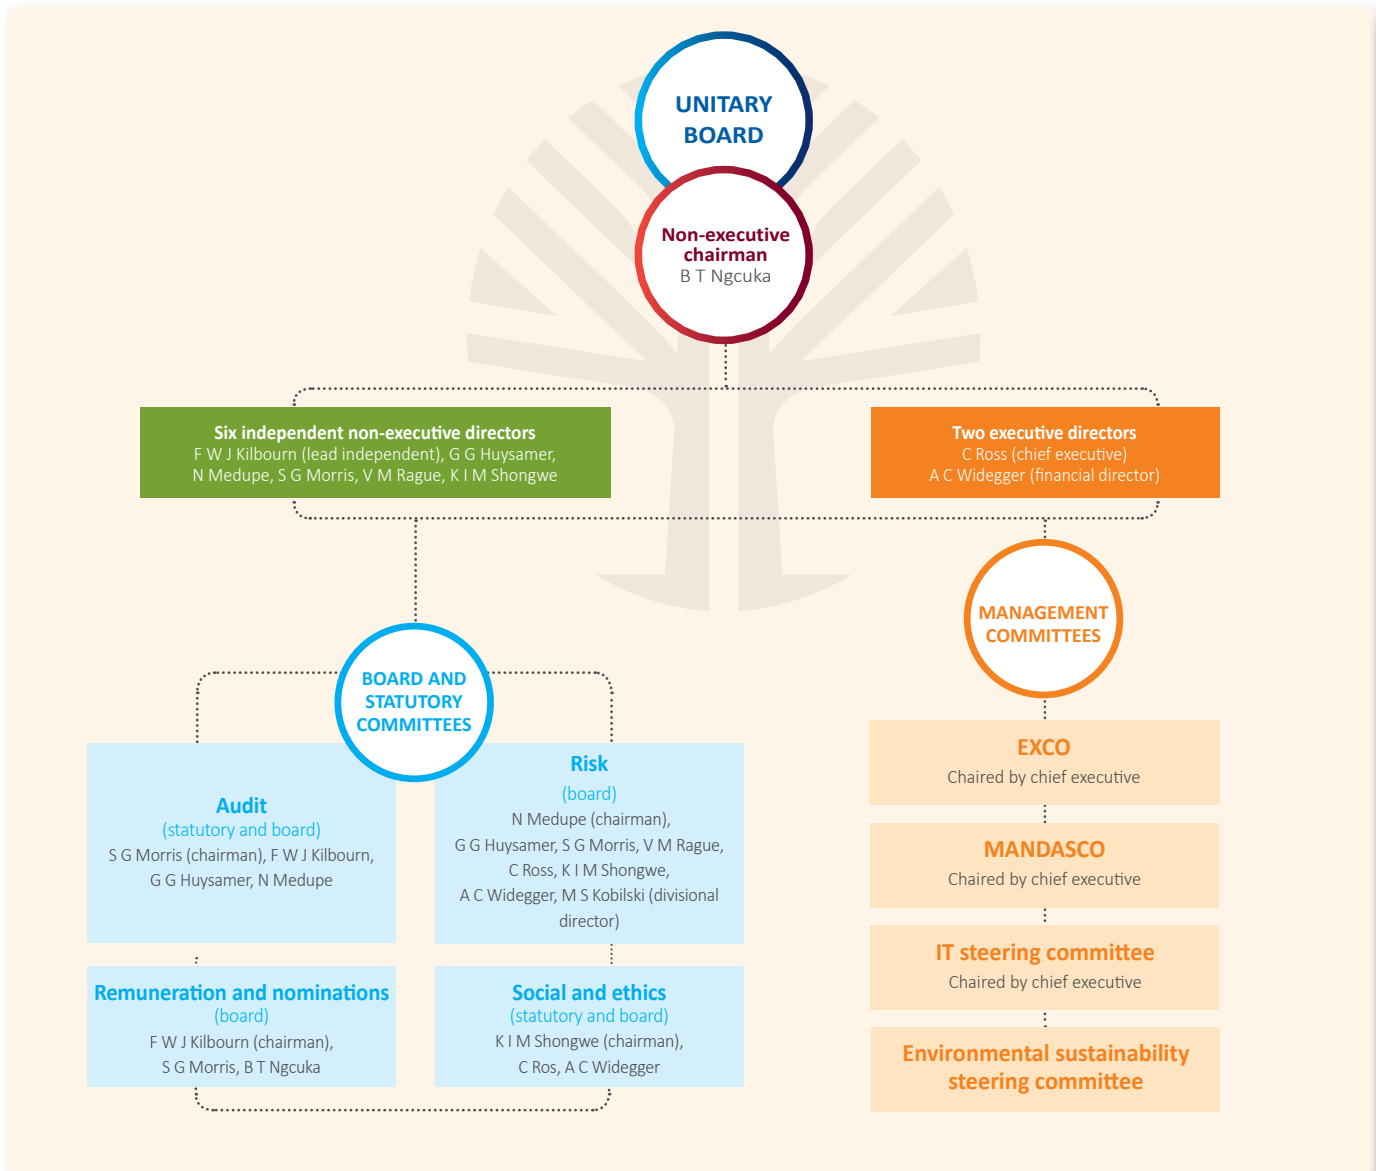 UNITARY
BOARD
Non-executive
chairman
B T Ngcuka
Six independent non-executive directors
F W J Kilbourn (lead independent), G G Huysamer,
N Medupe, S G Morris, V M Rague, K I M Shongwe
Two executive directors
C Ross (chief executive)
A C Widegger (financial director)
BOARD AND
STATUTORY
COMMITTEES
Audit
(statutory and board)
S G Morris (chairman), F W J Kilbourn,
G G Huysamer, N Medupe
Risk
(board)
N Medupe (chairman),
G G Huysamer, S G Morris, V M Rague,
C Ross, K I M Shongwe,
A C Widegger, M S Kobilski (divisional
director)
Remuneration and nominations
(board)
F W J Kilbourn (chairman),
S G Morris, B T Ngcuka
Social and ethics
(statutory and board)
K I M Shongwe (chairman),
C Ros, A C Widegger
MANAGEMENT
COMMITTEES
EXCO
Chaired by chief executive
MANDASCO
Chaired by chief executive
IT steering committee
Chaired by chief executive
Environmental sustainability
steering committee